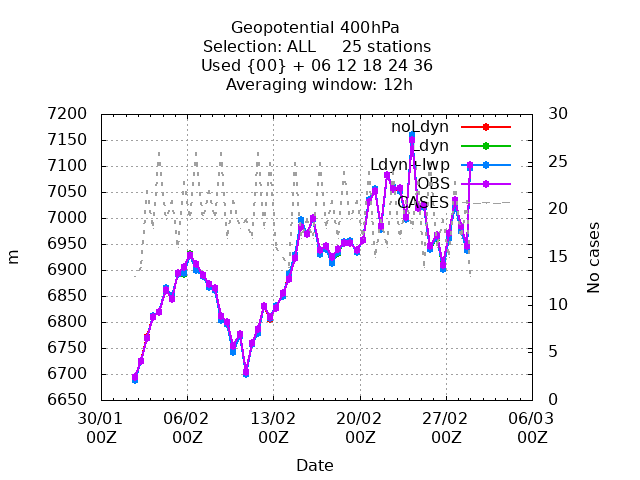 Geopotential 400hPa
Selection: ALL     25 stations
Used {00} + 06 12 18 24 36
Averaging window: 12h
7200
7150
7100
7050
7000
6950
6900
6850
6800
6750
6700
6650
m
30
25
20
15
10
5
0
No cases
noLdyn
Ldyn
Ldyn+lwp
OBS
CASES
30/01 06/02 13/02 20/02 27/02 06/03
00Z 00Z 00Z 00Z 00Z 00Z
Date